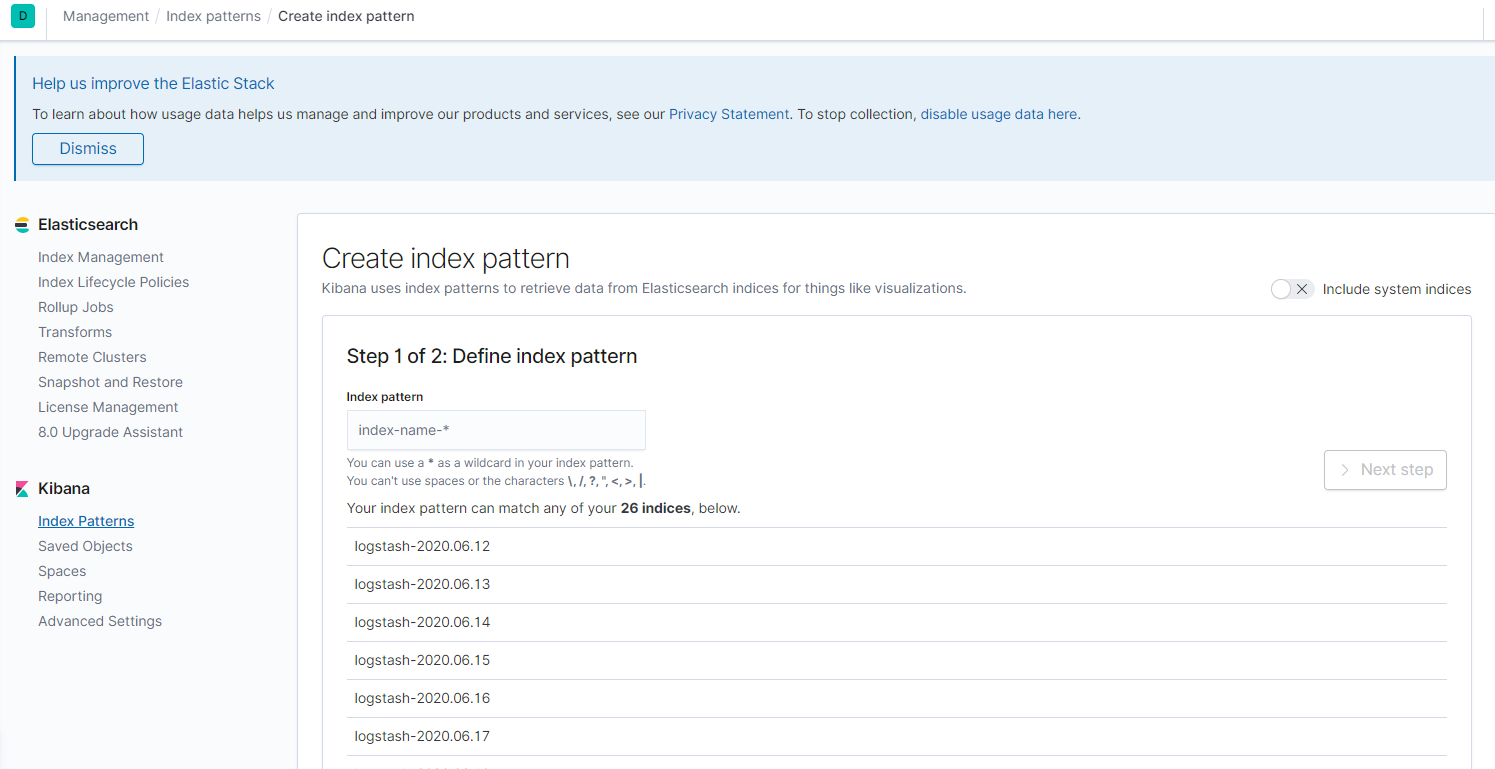 D Management / Index patterns / Create index pattern
Help us improve the Elastic Stack
To learn about how usage data helps us manage and improve our products and services, see our Privacy Statement. To stop collection, disable usage data here.
Dismiss
Elasticsearch
Index Management
Index Lifecycle Policies
Rollup Jobs
Transforms
Remote Clusters
Snapshot and Restore
License Management
8.0 Upgrade Assistant
Kibana
Index Patterns
Saved Objects
Spaces
Reporting
Advanced Settings
Create index pattern
Kibana uses index patterns to retrieve data from Elasticsearch indices for things like visualizations.
Include system indices
Step 1 of 2: Define index pattern
Index pattern
index-name-*
You can use a * as a wildcard in your index pattern.
You can't use spaces or the characters \, /, ?, ", <, >, |.
Next step
Your index pattern can match any of your 26 indices, below.
logstash-2020.06.12
logstash-2020.06.13
logstash-2020.06.14
logstash-2020.06.15
logstash-2020.06.16
logstash-2020.06.17